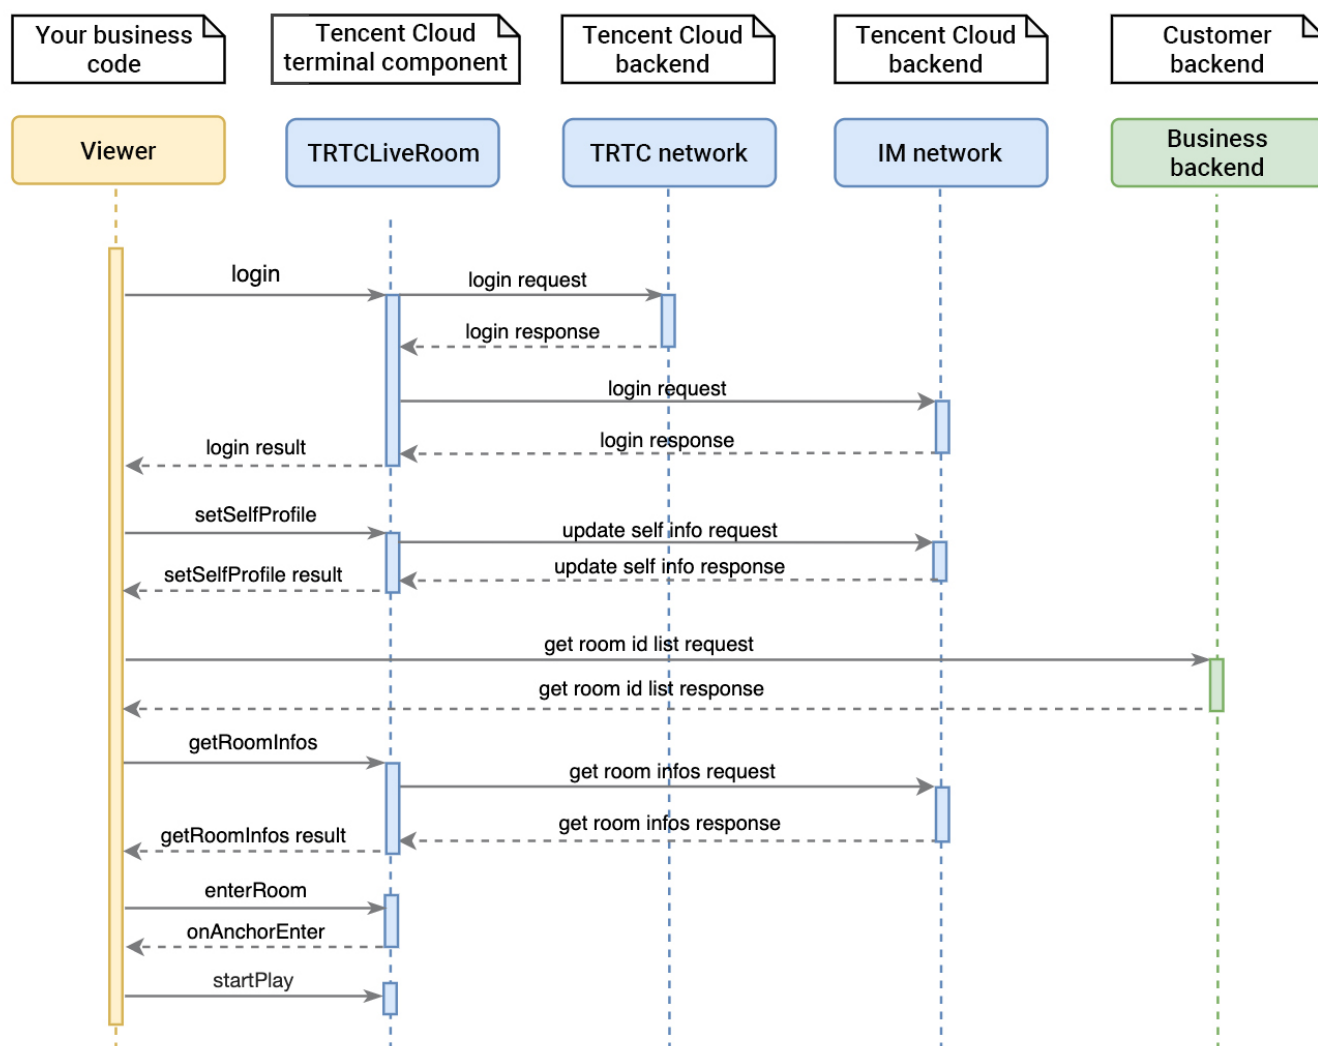 Your business
code
Tencent Cloud
terminal component
Tencent Cloud
backend
Tencent Cloud
backend
Customer
backend
Viewer
TRTCLiveRoom
TRTC network
IM network
Business
backend
login
login request
login response
login request
login response
login result
setSelfProfile
update self info request
update self info response
setSelfProfile result
get room id list request
get room id list response
getRoomInfos
get room infos request
get room infos response
getRoomInfos result
enterRoom
onAnchorEnter
startPlay